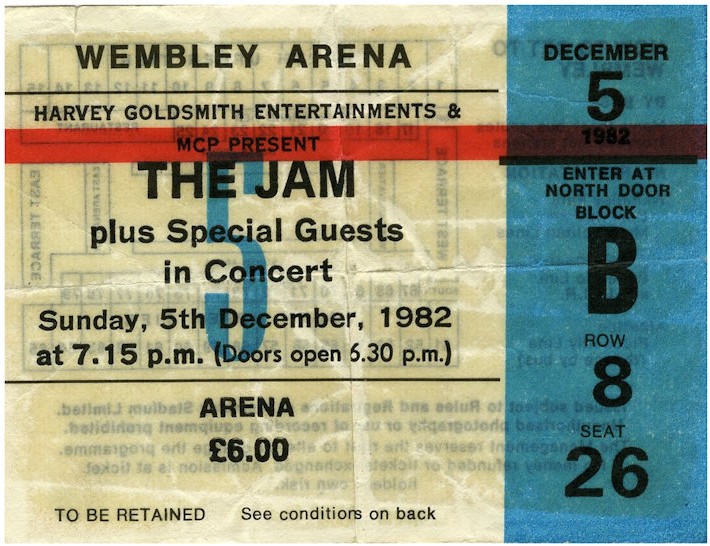 WEMBLEY ARENA
HARVEY GOLDSMITH ENTERTAINMENTS &
MCP PRESENT
THE JAM
plus Special Guests
in Concert
Sunday, 5th December, 1982
at 7.15 p.m. (Doors open 6.30 p.m.)
ARENA
£6.00
TO BE RETAINED See conditions on back
5
DECEMBER
5
1982
ENTER AT
NORTH DOOR
BLOCK
B
ROW
8
SEAT
26